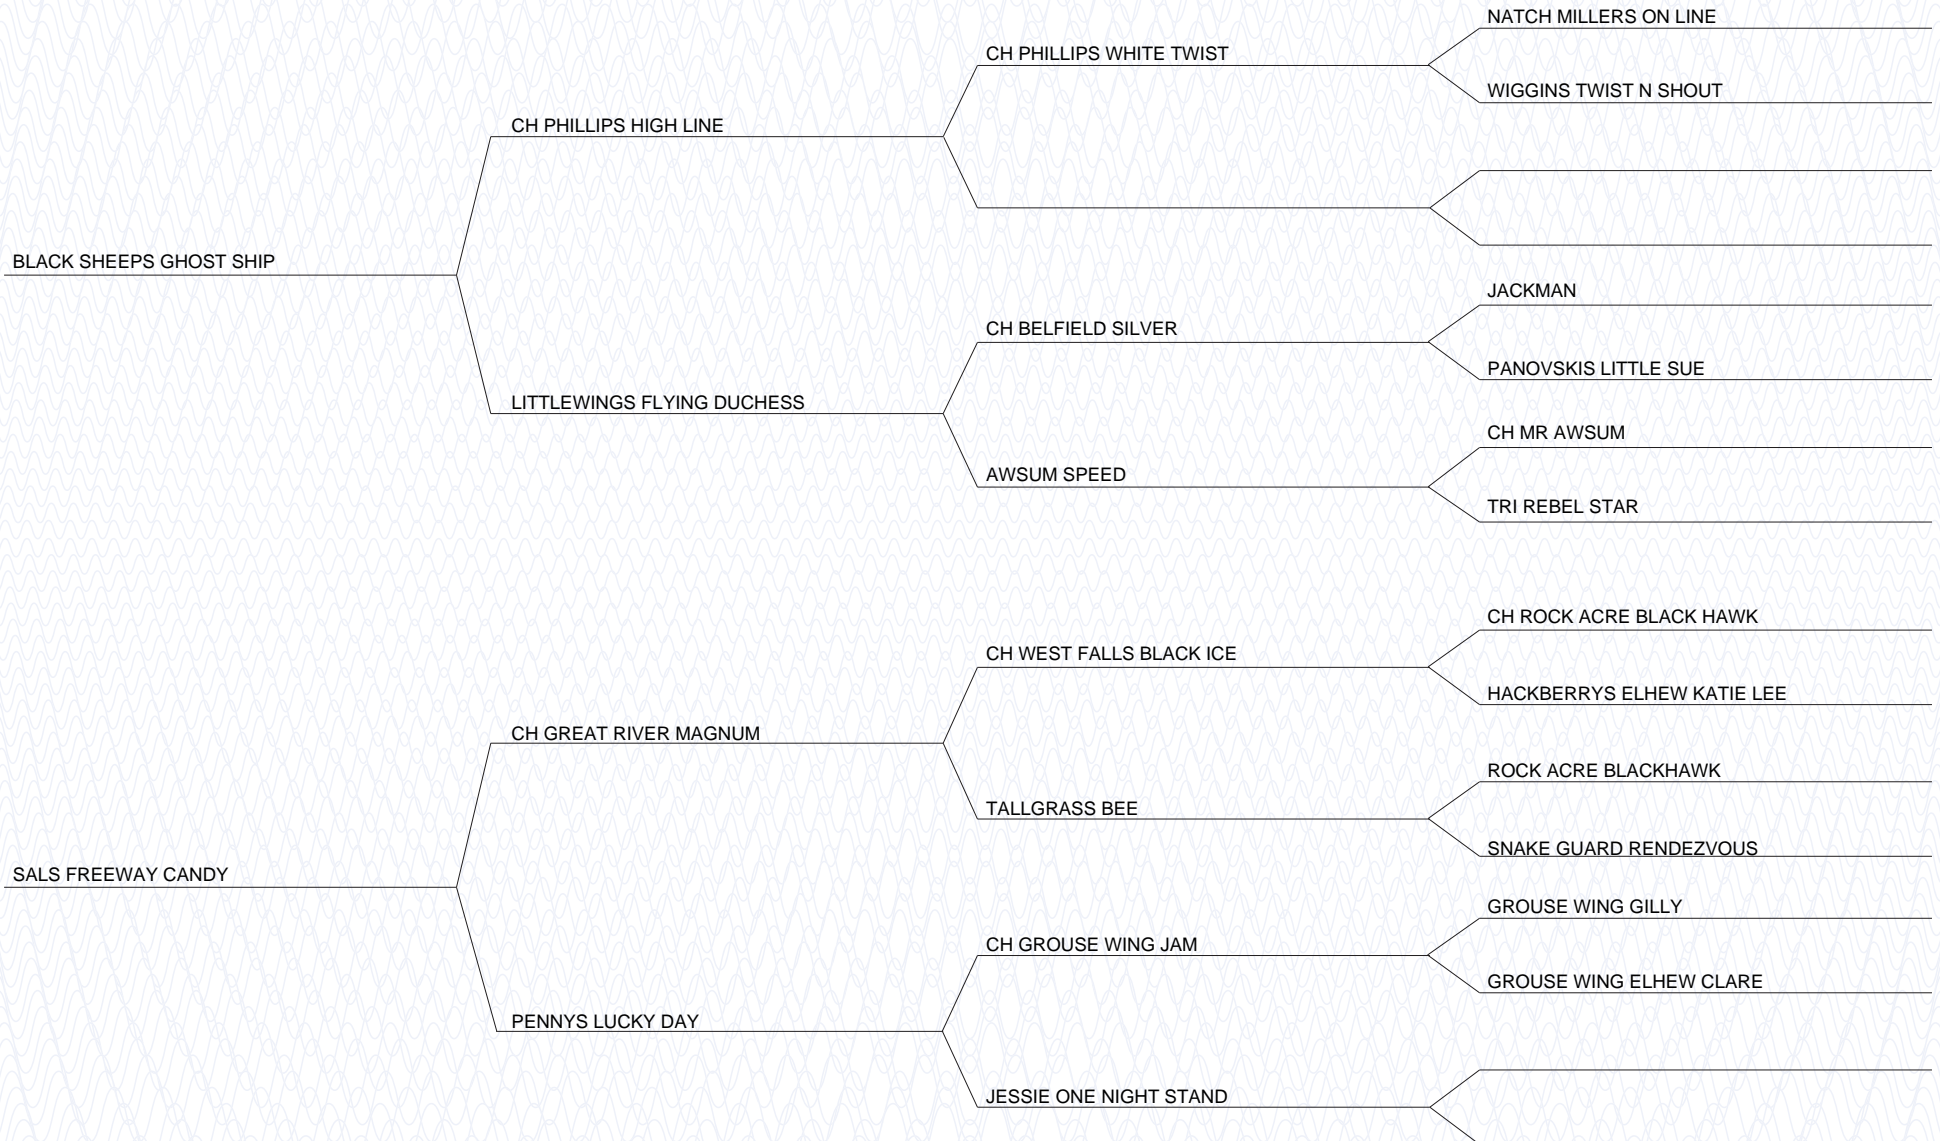 NATCH MILLERS ON LINE
CH PHILLIPS WHITE TWIST
WIGGINS TWIST N SHOUT
CH PHILLIPS HIGH LINE
BLACK SHEEPS GHOST SHIP
JACKMAN
CH BELFIELD SILVER
PANOVSKIS LITTLE SUE
LITTLEWINGS FLYING DUCHESS
CH MR AWSUM
AWSUM SPEED
TRI REBEL STAR
CH ROCK ACRE BLACK HAWK
CH WEST FALLS BLACK ICE
HACKBERRYS ELHEW KATIE LEE
CH GREAT RIVER MAGNUM
ROCK ACRE BLACKHAWK
TALLGRASS BEE
SNAKE GUARD RENDEZVOUS
SALS FREEWAY CANDY
GROUSE WING GILLY
CH GROUSE WING JAM
GROUSE WING ELHEW CLARE
PENNYS LUCKY DAY
JESSIE ONE NIGHT STAND